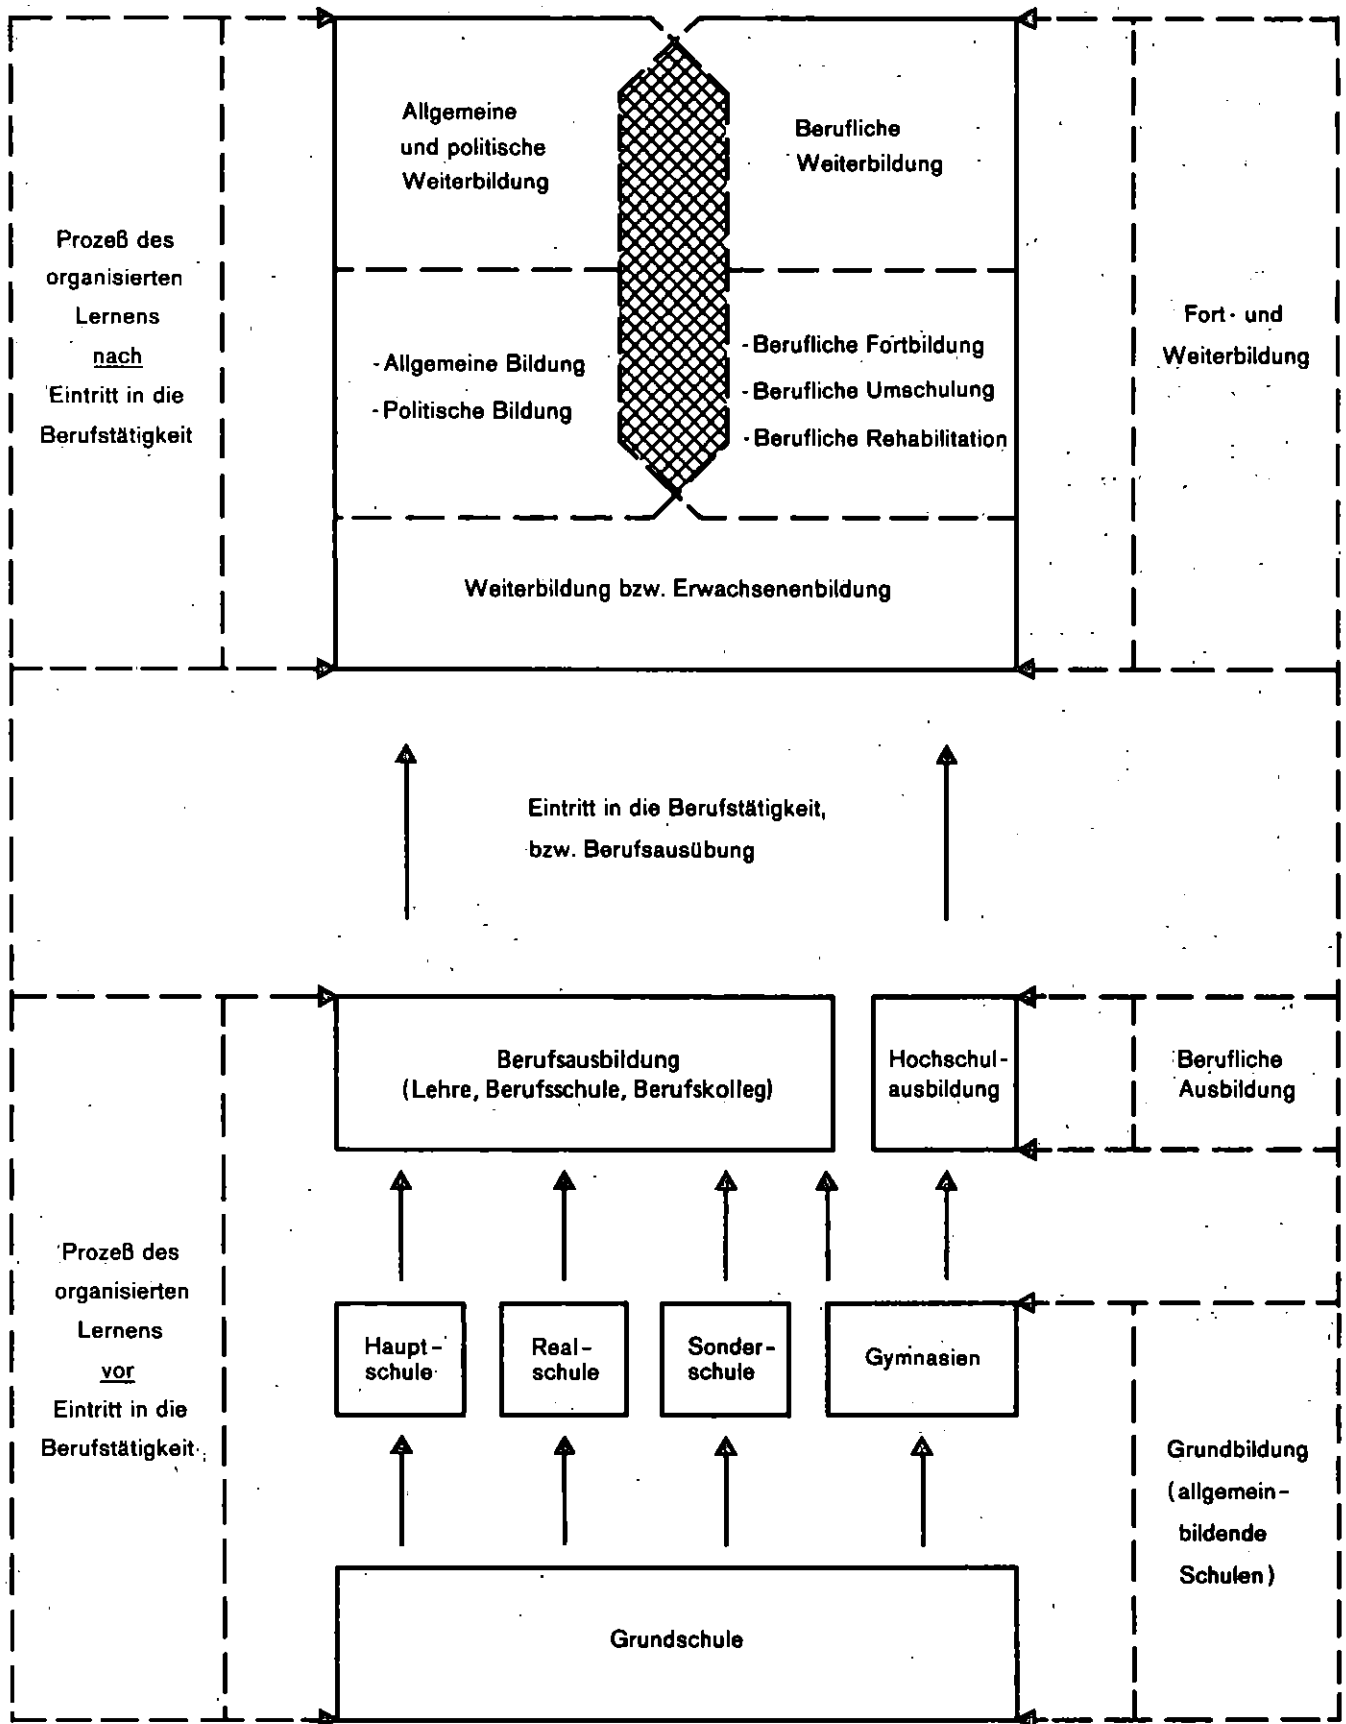 Allgemeine
und politische
Weiterbildung
Berufliche
Weiterbildung
Prozeß des
organisierten
Lernens
nach
Eintritt in die
Berufstätigkeit
-Allgemeine Bildung
-Politische Bildung
-Berufliche Fortbildung
-Berufliche Umschulung
-Berufliche Rehabilitation
Fort- und
Weiterbildung
Weiterbildung bzw. Erwachsenenbildung
Eintritt in die Berufstätigkeit,
bzw. Berufsausübung
Berufsausbildung
(Lehre, Berufsschule, Berufskolleg)
Hochschul-
ausbildung
Berufliche
Ausbildung
Prozeß des
organisierten
Lernens
vor
Eintritt in die
Berufstätigkeit
Haupt-
schule
Real-
schule
Sonder-
schule
Gymnasien
Grundbildung
(allgemein-
bildende
Schulen)
Grundschule